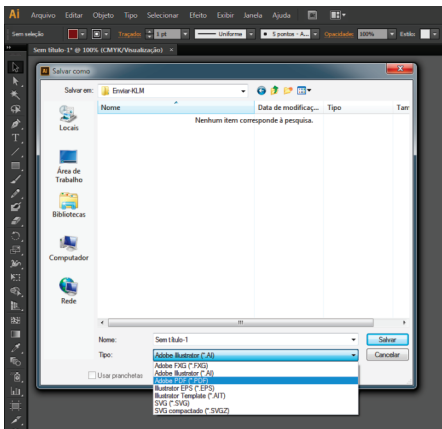 Ai Arquivo Editar Objeto Tipo Selecionar Efeito Exibir Janela Ajuda
Sem seleção Traçado: 1 pt Uniforme 5 pontos - A... Opacidade: 100% Estilo:
Sem título-1* @ 100% (CMYK/Visualização) ×
Salvar como
Salvar em: Enviar-KLM
Nome Data de modificaç... Tipo Tam
Nenhum item corresponde à pesquisa.
Locais
Área de
Trabalho
Bibliotecas
Computador
Rede
Nome: Sem título-1 Salvar
Tipo: Adobe Illustrator (*.AI) Cancelar
Adobe FXG (*.FXG)
Adobe Illustrator (*.AI)
Usar pranchetas Adobe PDF (*.PDF)
Illustrator EPS (*.EPS)
Illustrator Template (*.AIT)
SVG (*.SVG)
SVG compactado (*.SVGZ)